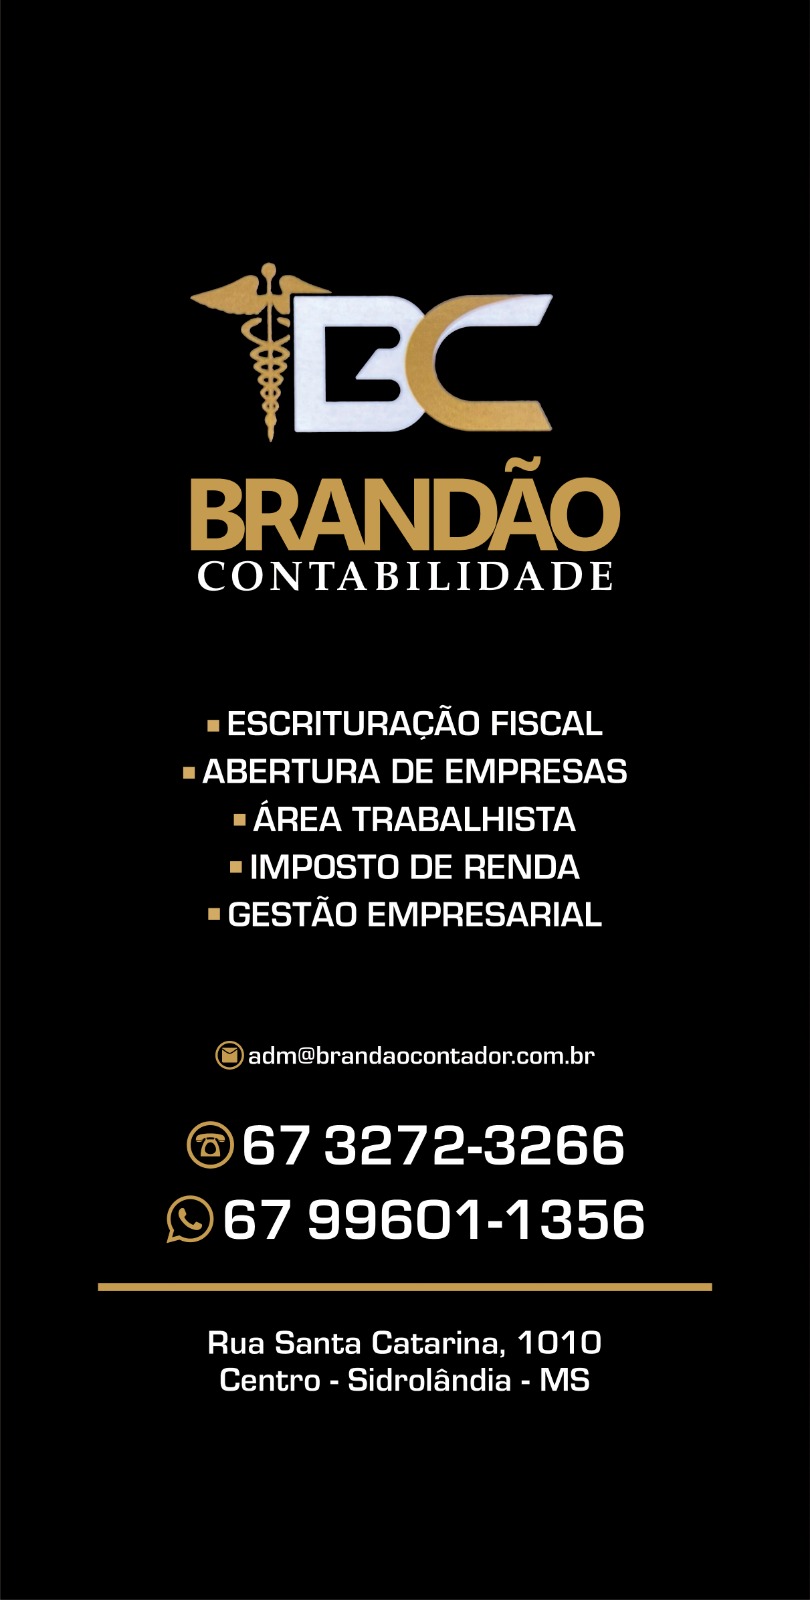 BC
BRANDÃO
CONTABILIDADE
ESCRITURAÇÃO FISCAL
ABERTURA DE EMPRESAS
ÁREA TRABALHISTA
IMPOSTO DE RENDA
GESTÃO EMPRESARIAL
adm@brandaocontador.com.br
67 3272-3266
67 99601-1356
Rua Santa Catarina, 1010
Centro - Sidrolândia - MS